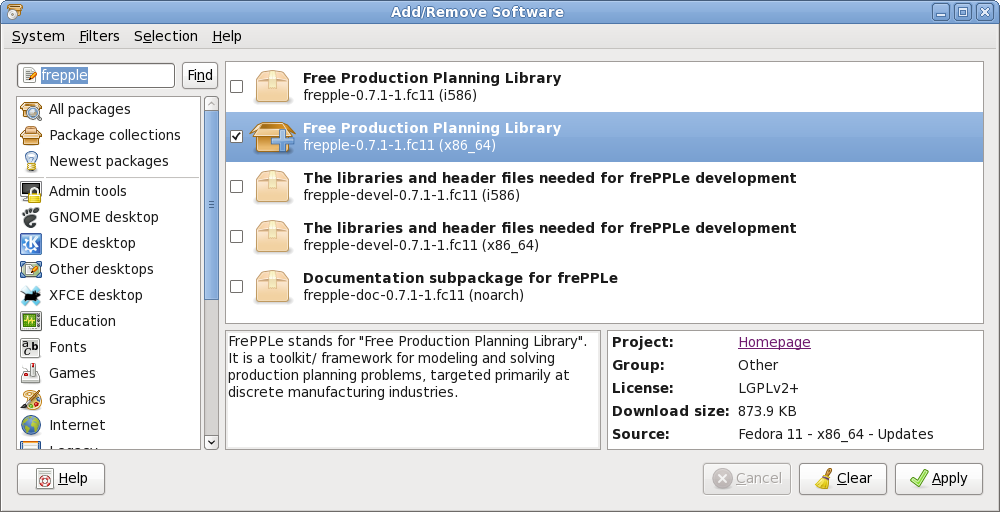 Add/Remove Software
System Filters Selection Help
frepple Find
All packages
Package collections
Newest packages
Admin tools
GNOME desktop
KDE desktop
Other desktops
XFCE desktop
Education
Fonts
Games
Graphics
Internet
Legacy
Free Production Planning Library
frepple-0.7.1-1.fc11 (i586)
Free Production Planning Library
frepple-0.7.1-1.fc11 (x86_64)
The libraries and header files needed for frePPLe development
frepple-devel-0.7.1-1.fc11 (i586)
The libraries and header files needed for frePPLe development
frepple-devel-0.7.1-1.fc11 (x86_64)
Documentation subpackage for frePPLe
frepple-doc-0.7.1-1.fc11 (noarch)
FrePPLe stands for "Free Production Planning Library".
It is a toolkit/ framework for modeling and solving
production planning problems, targeted primarily at
discrete manufacturing industries.
Project: Homepage
Group: Other
License: LGPLv2+
Download size: 873.9 KB
Source: Fedora 11 - x86_64 - Updates
Help Cancel Clear Apply